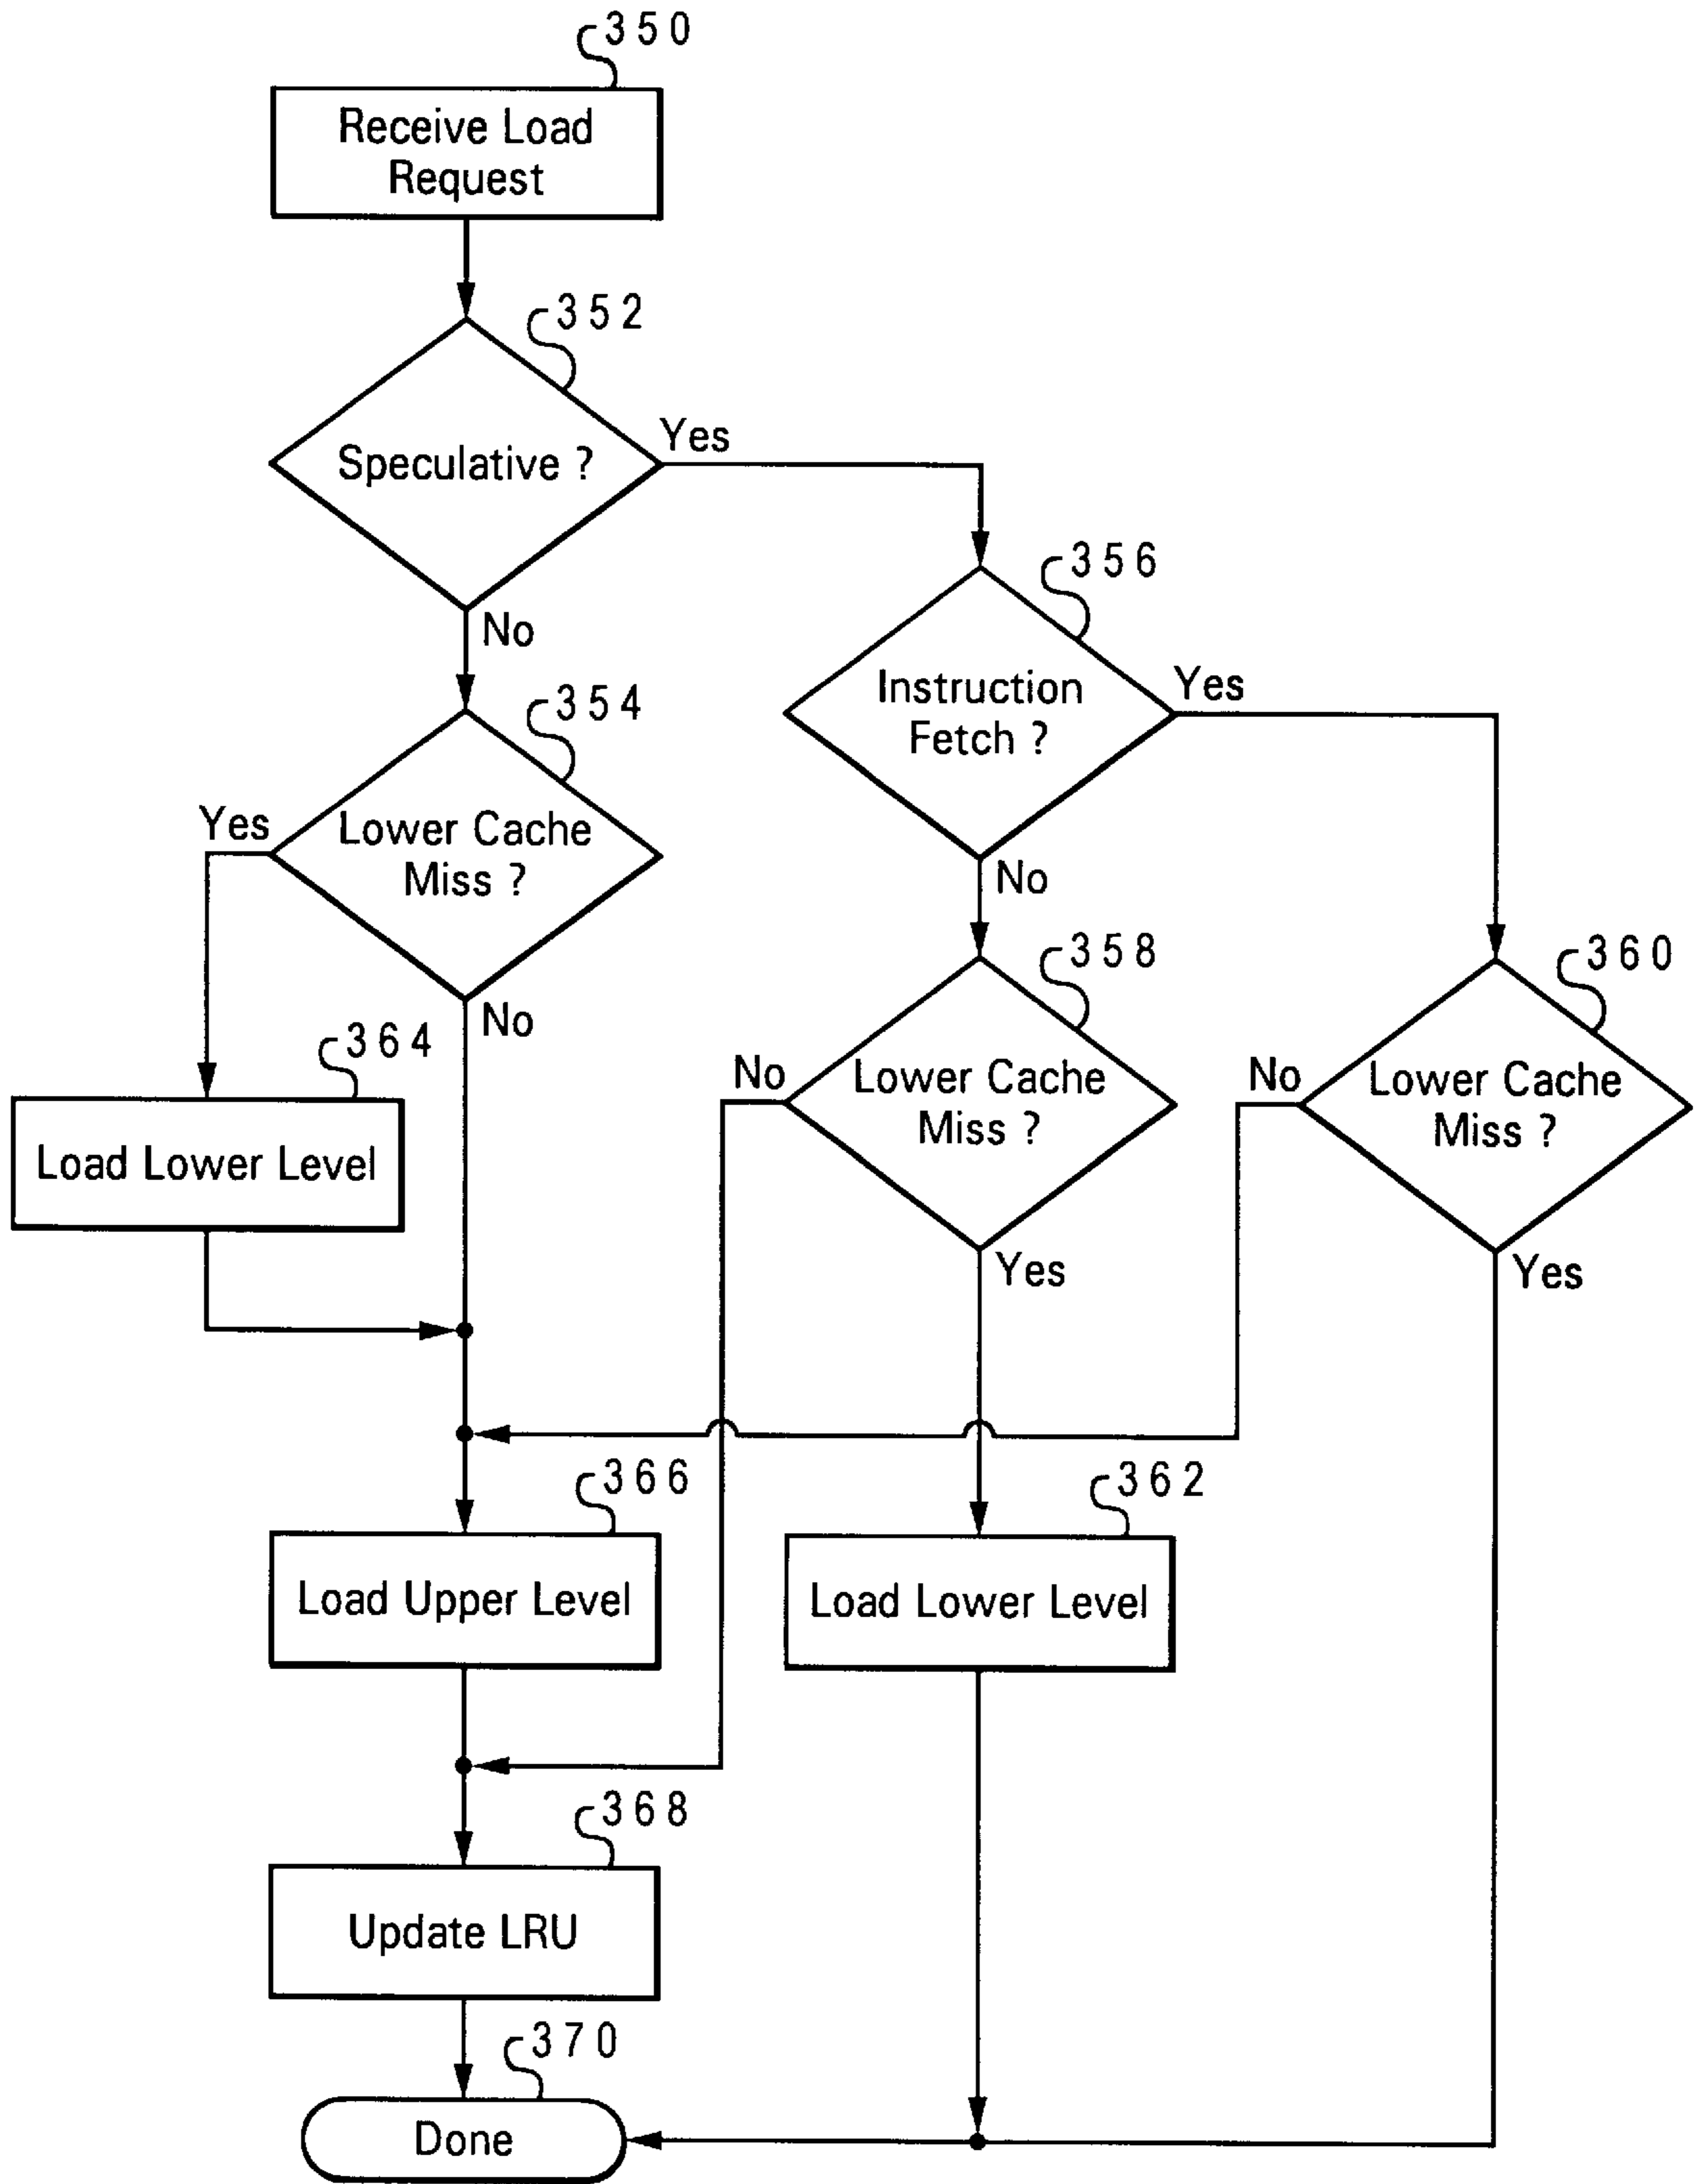 350
Receive Load
Request
352
Speculative ?
Yes
No
356
Instruction
Fetch ?
Yes
No
354
Yes
Lower Cache
Miss ?
No
358
No
Lower Cache
Miss ?
Yes
360
No
Lower Cache
Miss ?
Yes
364
Load Lower Level
366
Load Upper Level
362
Load Lower Level
368
Update LRU
370
Done